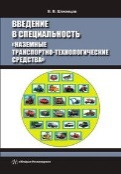 ВВЕДЕНИЕ
В СПЕЦИАЛЬНОСТЬ
«НАЗЕМНЫЕ
ТРАНСПОРТНО-ТЕХНОЛОГИЧЕСКИЕ
СРЕДСТВА»